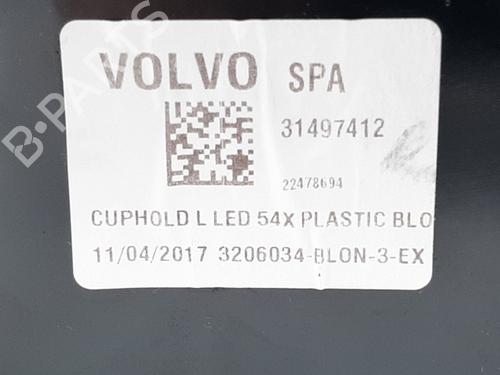 VOLVO SPA
31497412
22478694
CUPHOLD L LED 54X PLASTIC BLO
11/04/2017 3206034-BLON-3-EX
B-PARTS